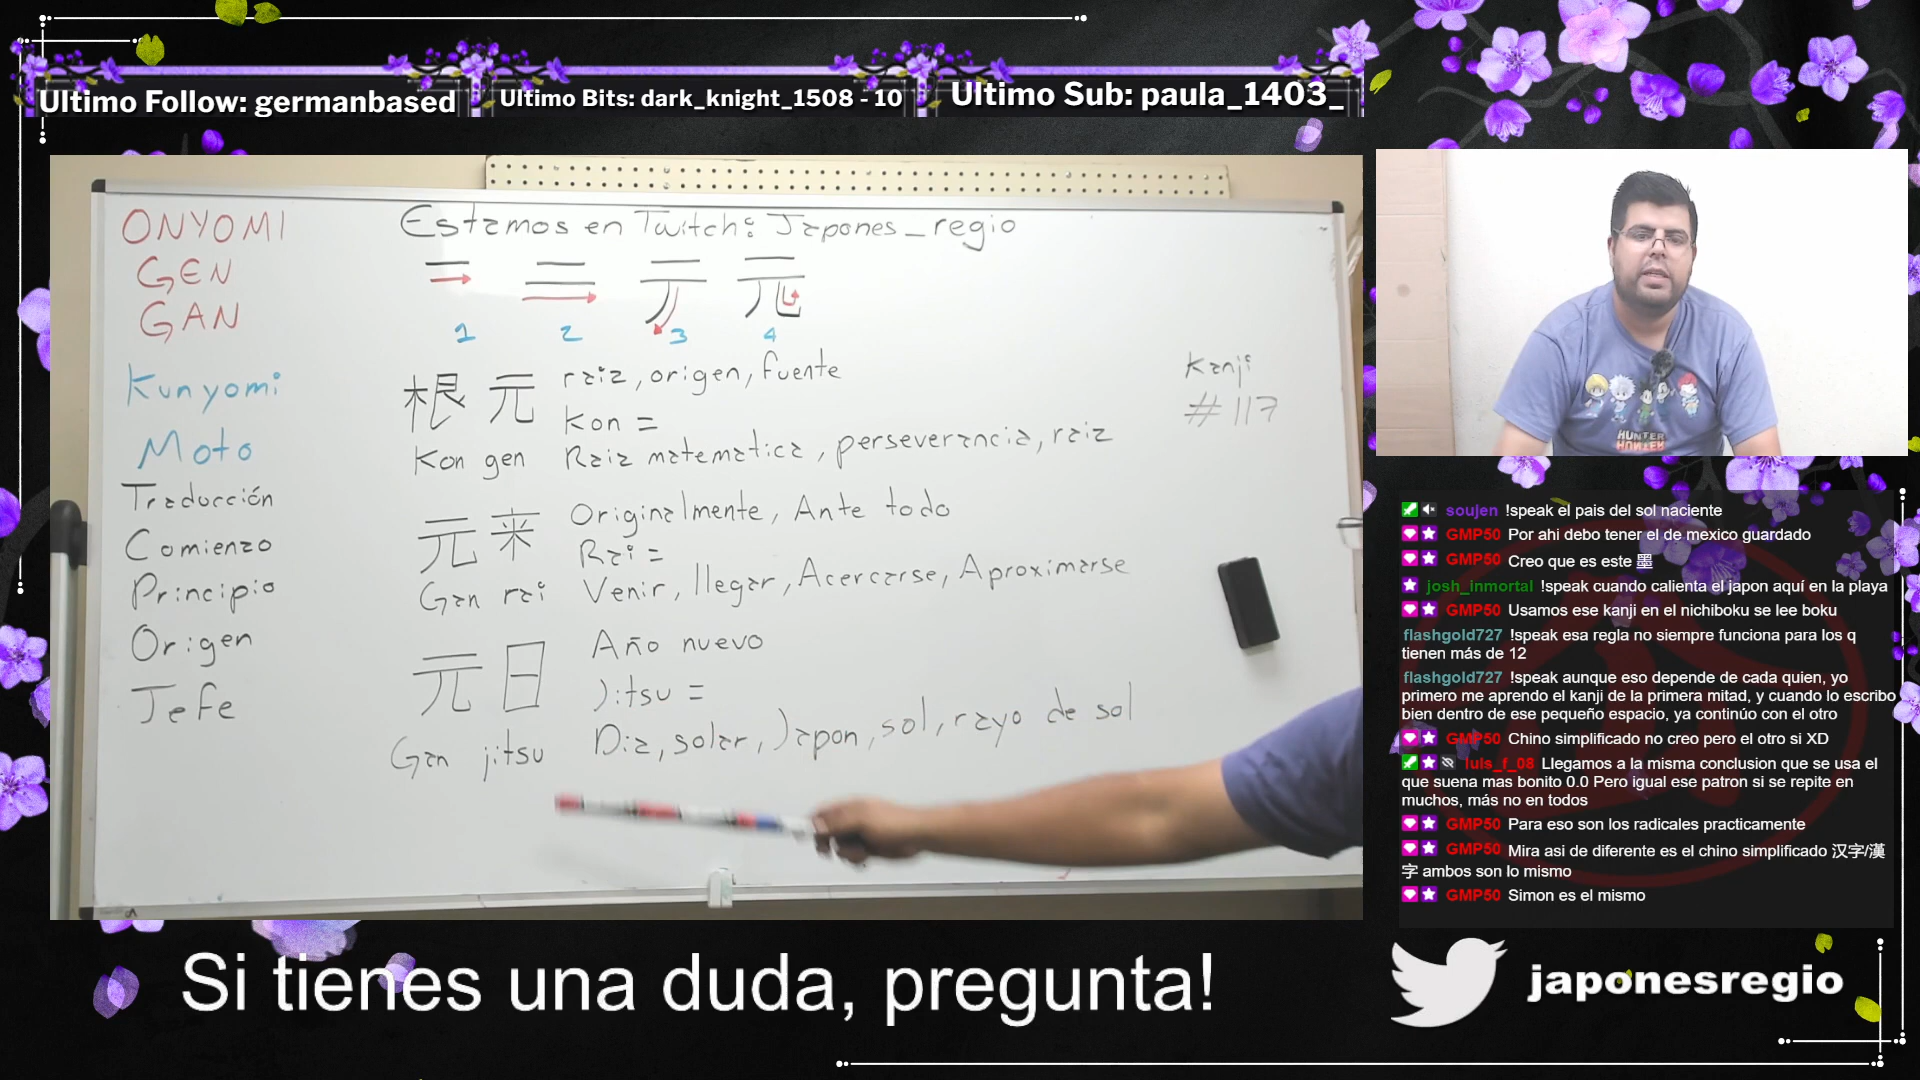 Ultimo Follow: germanbased
Ultimo Bits: dark_knight_1508 - 10
Ultimo Sub: paula_1403_
ONYOMI
GEN
GAN
Kunyomi
Moto
Traducción
Comienzo
Principio
Origen
Jefe
Estamos en Twitch: Japones_regio
1 2 3 4
元
根元 raiz, origen, fuente
Kon =
Kon gen Raiz matematica, perseverancia, raiz
元来 Originalmente, Ante todo
Rai =
Gan rai Venir, llegar, Acercarse, Aproximarse
元日 Año nuevo
Jitsu =
Gan jitsu Dia, solar, Japon, sol, rayo de sol
Kanji
#117
HUNTER
HUNTER
soujen !speak el pais del sol naciente
GMP50 Por ahi debo tener el de mexico guardado
GMP50 Creo que es este 墨
josh_inmortal !speak cuando calienta el japon aquí en la playa
GMP50 Usamos ese kanji en el nichiboku se lee boku
flashgold727 !speak esa regla no siempre funciona para los q
tienen más de 12
flashgold727 !speak aunque eso depende de cada quien, yo
primero me aprendo el kanji de la primera mitad, y cuando lo escribo
bien dentro de ese pequeño espacio, ya continúo con el otro
GMP50 Chino simplificado no creo pero el otro si XD
luis_f_08 Llegamos a la misma conclusion que se usa el
que suena mas bonito 0.0 Pero igual ese patron si se repite en
muchos, más no en todos
GMP50 Para eso son los radicales practicamente
GMP50 Mira asi de diferente es el chino simplificado 汉字/漢
字 ambos son lo mismo
GMP50 Simon es el mismo
Si tienes una duda, pregunta!
japonesregio